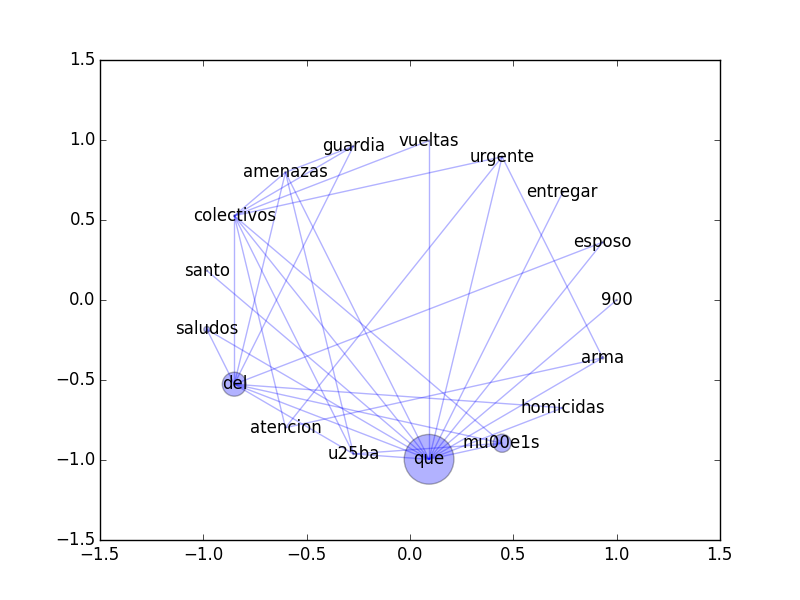 1.5
1.0
0.5
0.0
−0.5
−1.0
−1.5
vueltas
guardia
urgente
amenazas
entregar
colectivos
esposo
santo
900
saludos
arma
del
homicidas
atencion
mu00e1s
u25ba
que
−1.5
−1.0
−0.5
0.0
0.5
1.0
1.5